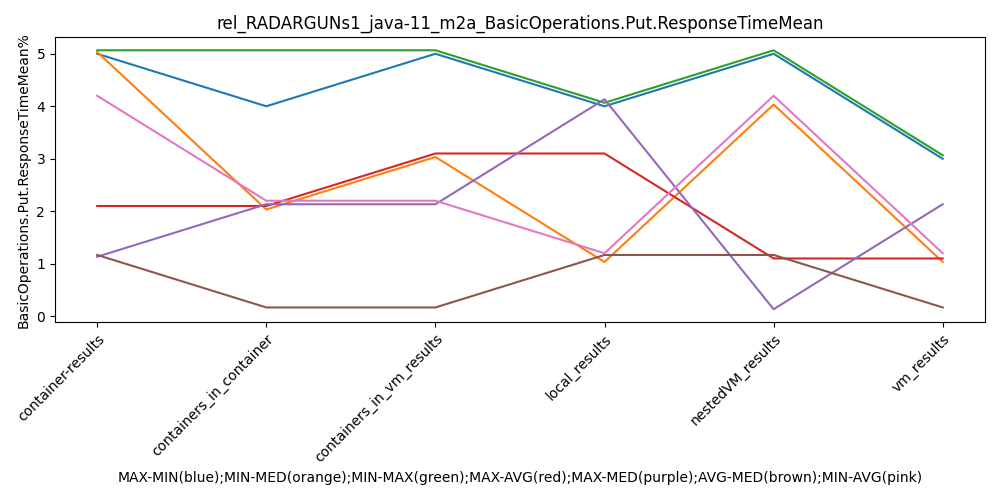 rel_RADARGUNs1_java-11_m2a_BasicOperations.Put.ResponseTimeMean
BasicOperations.Put.ResponseTimeMean%
5
4
3
2
1
0
container-results
containers_in_container
containers_in_vm_results
local_results
nestedVM_results
vm_results
MAX-MIN(blue);MIN-MED(orange);MIN-MAX(green);MAX-AVG(red);MAX-MED(purple);AVG-MED(brown);MIN-AVG(pink)